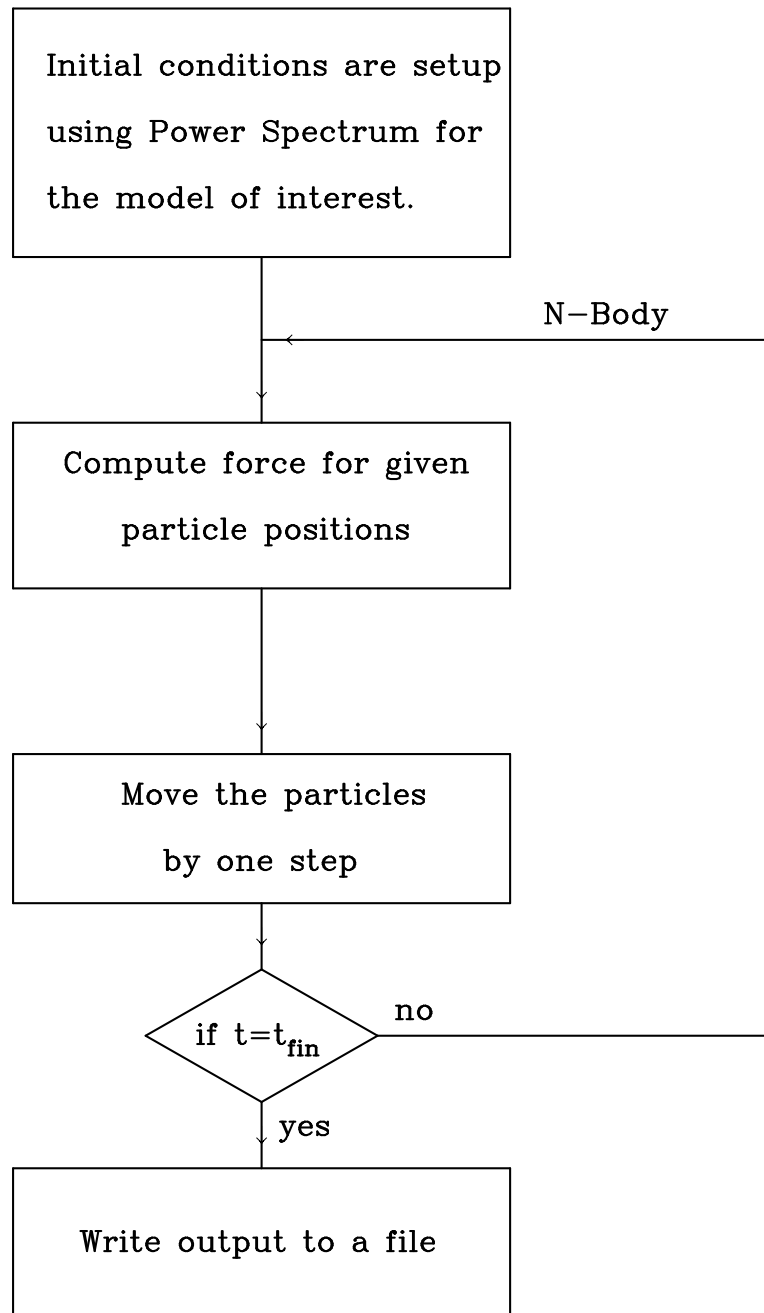 Initial conditions are setup
using Power Spectrum for
the model of interest.
N-Body
Compute force for given
particle positions
Move the particles
by one step
no
if t=t_fin
yes
Write output to a file